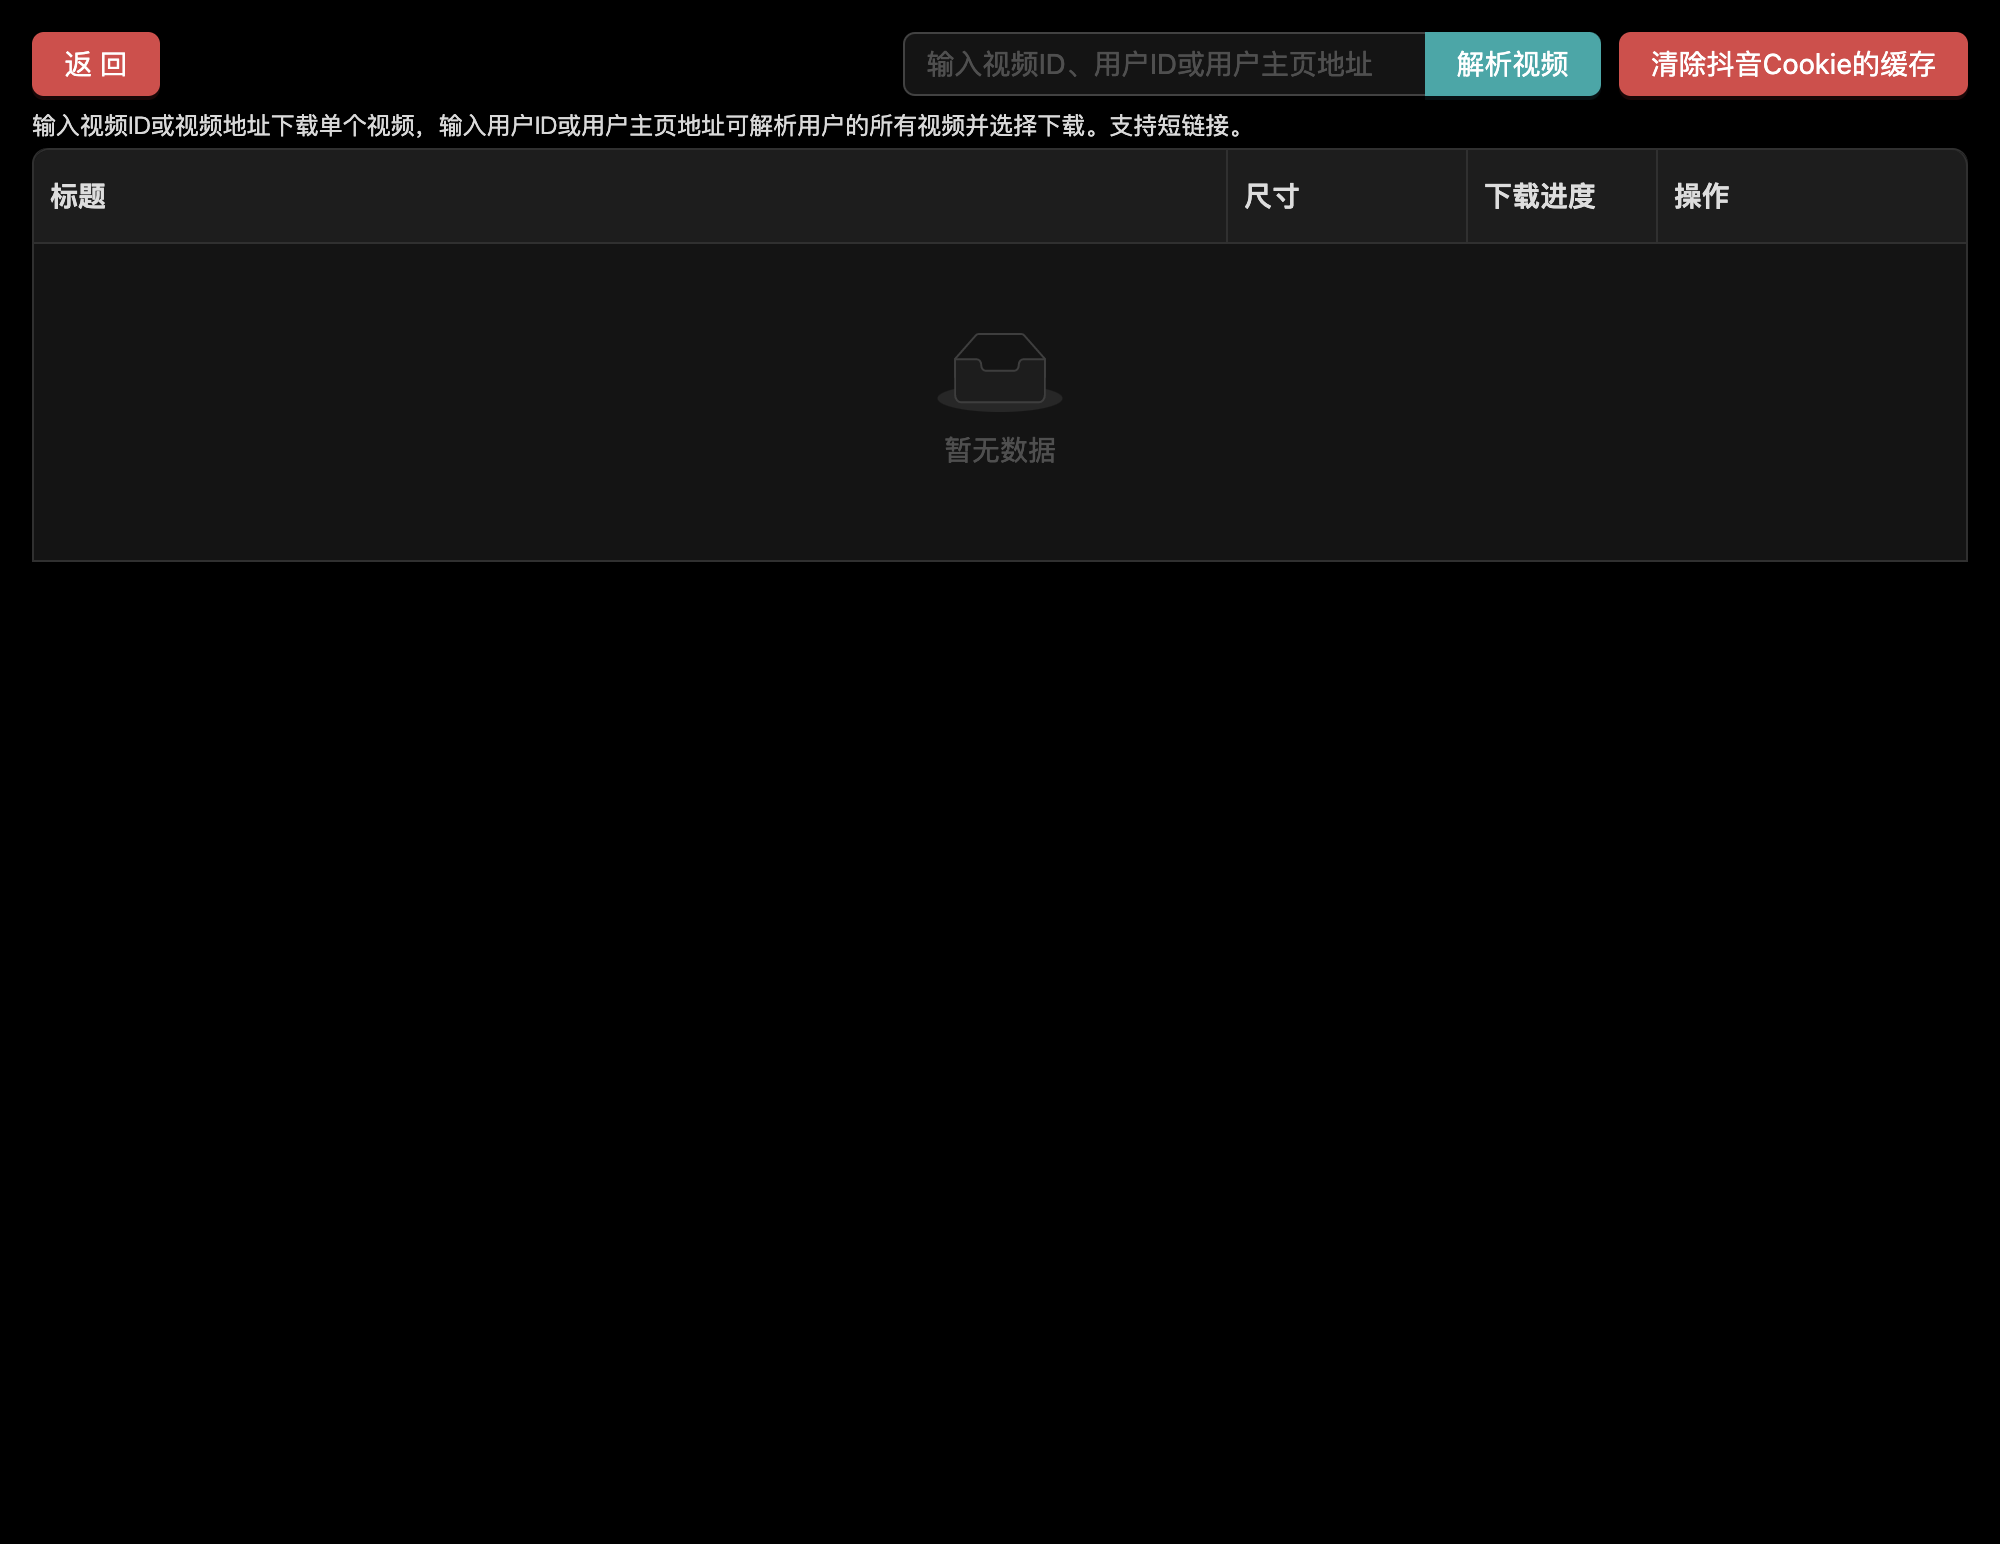 返 回
输入视频ID、用户ID或用户主页地址
解析视频
清除抖音Cookie的缓存
输入视频ID或视频地址下载单个视频，输入用户ID或用户主页地址可解析用户的所有视频并选择下载。支持短链接。
标题
尺寸
下载进度
操作
暂无数据